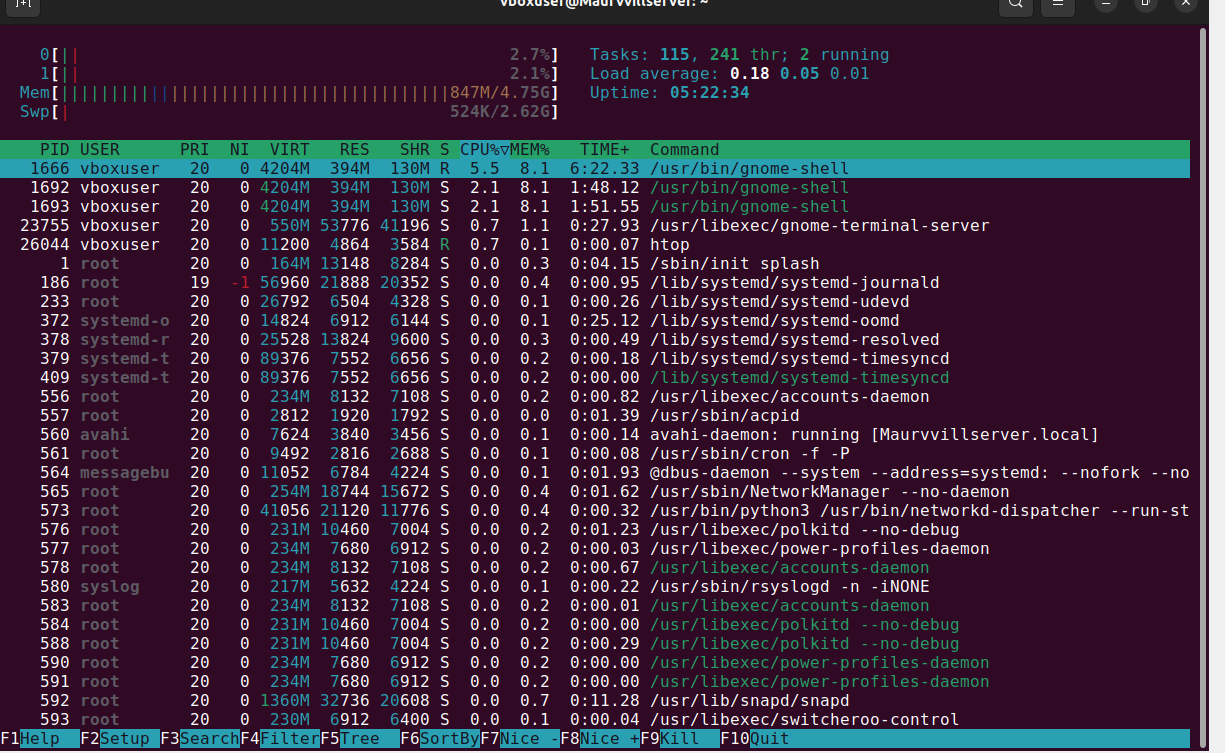 vboxuser@Maurvvillserver: ~
0[|| 2.7%] Tasks: 115, 241 thr; 2 running
1[|| 2.1%] Load average: 0.18 0.05 0.01
Mem[|||||||||||||||||||||||||||||||||||||||847M/4.75G] Uptime: 05:22:34
Swp[| 524K/2.62G]
PID USER PRI NI VIRT RES SHR S CPU%▽MEM% TIME+ Command
1666 vboxuser 20 0 4204M 394M 130M R 5.5 8.1 6:22.33 /usr/bin/gnome-shell
1692 vboxuser 20 0 4204M 394M 130M S 2.1 8.1 1:48.12 /usr/bin/gnome-shell
1693 vboxuser 20 0 4204M 394M 130M S 2.1 8.1 1:51.55 /usr/bin/gnome-shell
23755 vboxuser 20 0 550M 53776 41196 S 0.7 1.1 0:27.93 /usr/libexec/gnome-terminal-server
26044 vboxuser 20 0 11200 4864 3584 R 0.7 0.1 0:00.07 htop
1 root 20 0 164M 13148 8284 S 0.0 0.3 0:04.15 /sbin/init splash
186 root 19 -1 56960 21888 20352 S 0.0 0.4 0:00.95 /lib/systemd/systemd-journald
233 root 20 0 26792 6504 4328 S 0.0 0.1 0:00.26 /lib/systemd/systemd-udevd
372 systemd-o 20 0 14824 6912 6144 S 0.0 0.1 0:25.12 /lib/systemd/systemd-oomd
378 systemd-r 20 0 25528 13824 9600 S 0.0 0.3 0:00.49 /lib/systemd/systemd-resolved
379 systemd-t 20 0 89376 7552 6656 S 0.0 0.2 0:00.18 /lib/systemd/systemd-timesyncd
409 systemd-t 20 0 89376 7552 6656 S 0.0 0.2 0:00.00 /lib/systemd/systemd-timesyncd
556 root 20 0 234M 8132 7108 S 0.0 0.2 0:00.82 /usr/libexec/accounts-daemon
557 root 20 0 2812 1920 1792 S 0.0 0.0 0:01.39 /usr/sbin/acpid
560 avahi 20 0 7624 3840 3456 S 0.0 0.1 0:00.14 avahi-daemon: running [Maurvvillserver.local]
561 root 20 0 9492 2816 2688 S 0.0 0.1 0:00.08 /usr/sbin/cron -f -P
564 messagebu 20 0 11052 6784 4224 S 0.0 0.1 0:01.93 @dbus-daemon --system --address=systemd: --nofork --no
565 root 20 0 254M 18744 15672 S 0.0 0.4 0:01.62 /usr/sbin/NetworkManager --no-daemon
573 root 20 0 41056 21120 11776 S 0.0 0.4 0:00.32 /usr/bin/python3 /usr/bin/networkd-dispatcher --run-st
576 root 20 0 231M 10460 7004 S 0.0 0.2 0:01.23 /usr/libexec/polkitd --no-debug
577 root 20 0 234M 7680 6912 S 0.0 0.2 0:00.03 /usr/libexec/power-profiles-daemon
578 root 20 0 234M 8132 7108 S 0.0 0.2 0:00.67 /usr/libexec/accounts-daemon
580 syslog 20 0 217M 5632 4224 S 0.0 0.1 0:00.22 /usr/sbin/rsyslogd -n -iNONE
583 root 20 0 234M 8132 7108 S 0.0 0.2 0:00.01 /usr/libexec/accounts-daemon
584 root 20 0 231M 10460 7004 S 0.0 0.2 0:00.00 /usr/libexec/polkitd --no-debug
588 root 20 0 231M 10460 7004 S 0.0 0.2 0:00.29 /usr/libexec/polkitd --no-debug
590 root 20 0 234M 7680 6912 S 0.0 0.2 0:00.00 /usr/libexec/power-profiles-daemon
591 root 20 0 234M 7680 6912 S 0.0 0.2 0:00.00 /usr/libexec/power-profiles-daemon
592 root 20 0 1360M 32736 20608 S 0.0 0.7 0:11.28 /usr/lib/snapd/snapd
593 root 20 0 230M 6912 6400 S 0.0 0.1 0:00.04 /usr/libexec/switcheroo-control
F1Help F2Setup F3SearchF4FilterF5Tree F6SortByF7Nice -F8Nice +F9Kill F10Quit